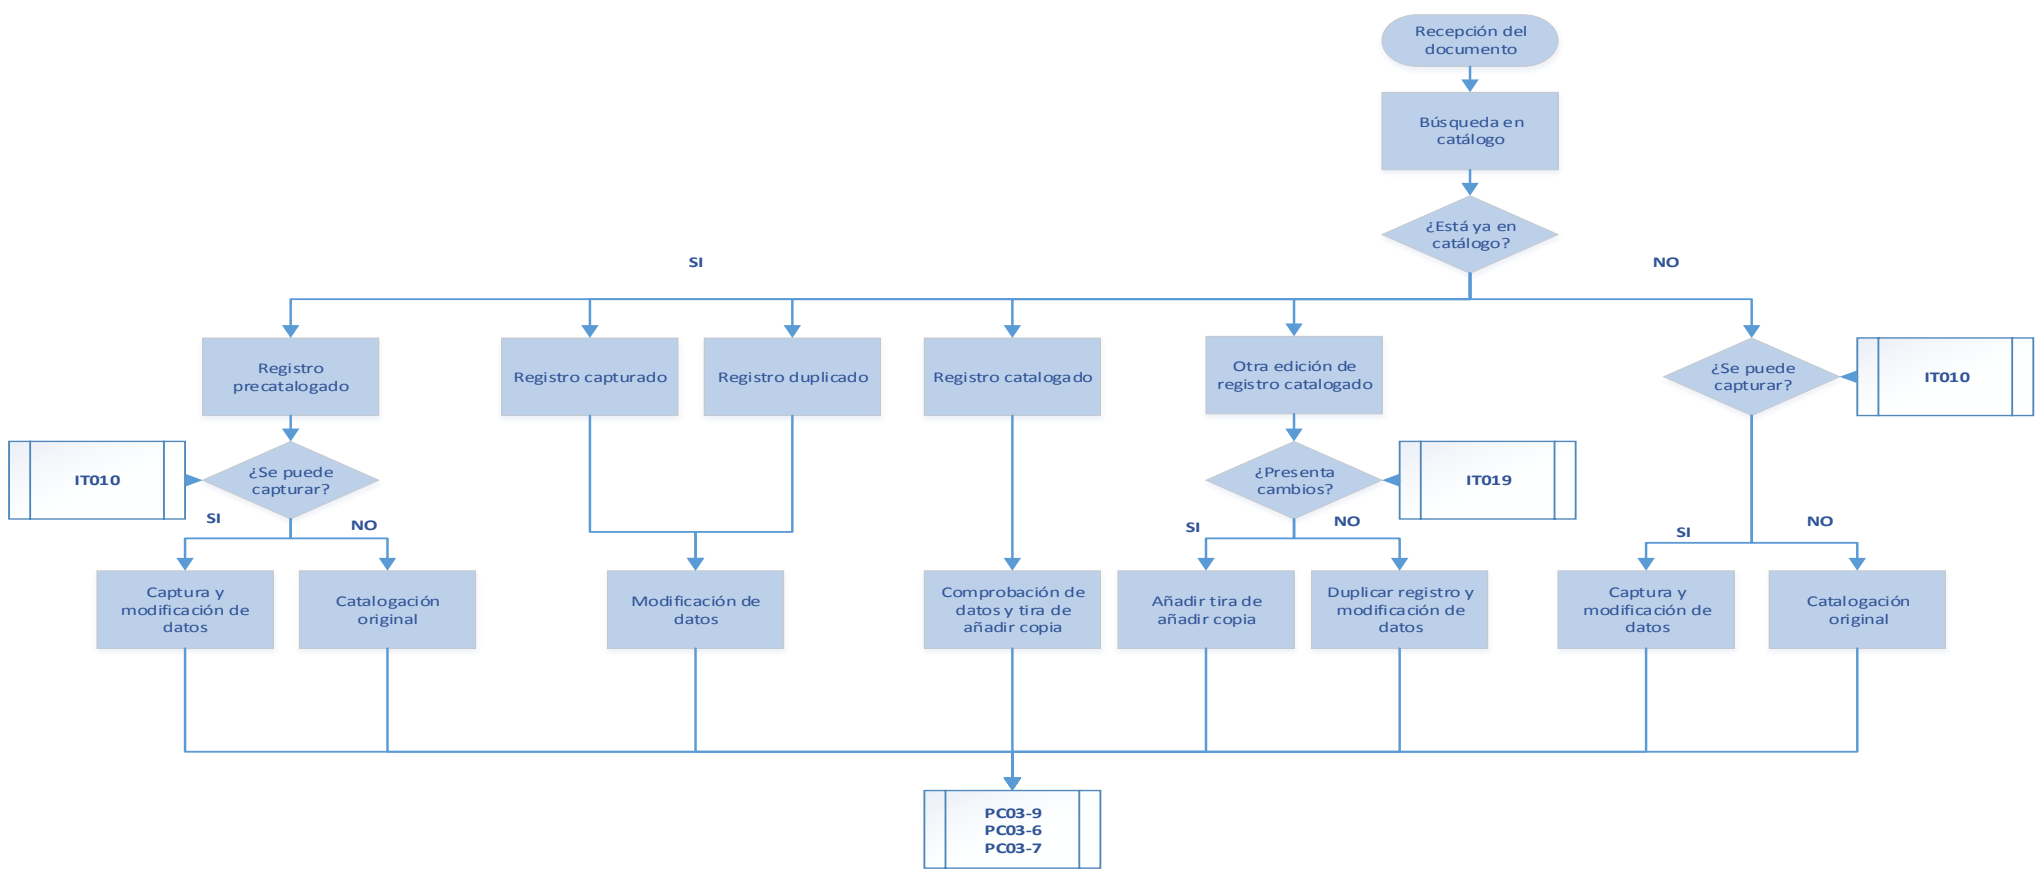 Recepción del
documento
Búsqueda en
catálogo
¿Está ya en
catálogo?
SI
NO
Registro
precatalogado
Registro capturado
Registro duplicado
Registro catalogado
Otra edición de
registro catalogado
¿Se puede
capturar?
IT010
IT010
¿Se puede
capturar?
¿Presenta
cambios?
IT019
SI
NO
SI
NO
SI
NO
Captura y
modificación de
datos
Catalogación
original
Modificación de
datos
Comprobación de
datos y tira de
añadir copia
Añadir tira de
añadir copia
Duplicar registro y
modificación de
datos
Captura y
modificación de
datos
Catalogación
original
PC03-9
PC03-6
PC03-7